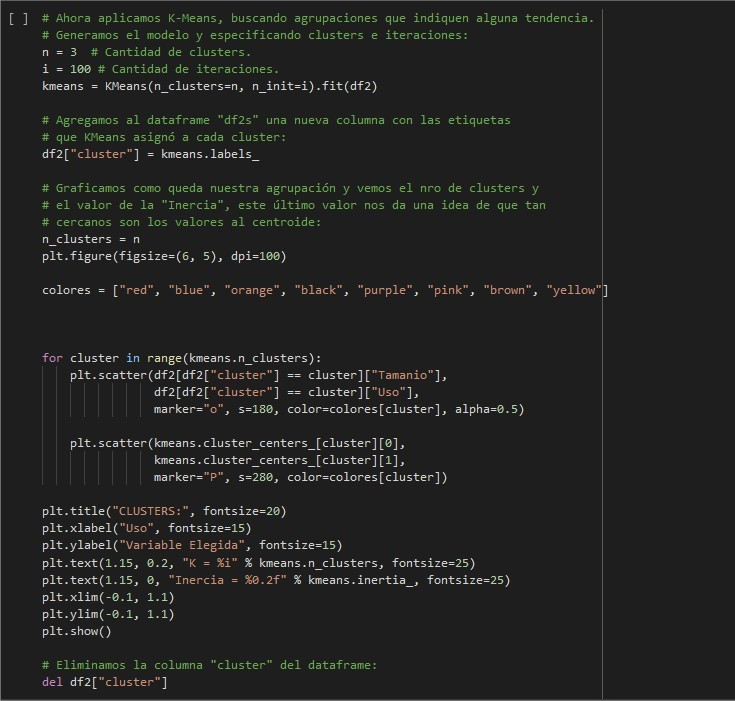 [ ] # Ahora aplicamos K-Means, buscando agrupaciones que indiquen alguna tendencia.
# Generamos el modelo y especificando clusters e iteraciones:
n = 3  # Cantidad de clusters.
i = 100 # Cantidad de iteraciones.
kmeans = KMeans(n_clusters=n, n_init=i).fit(df2)

# Agregamos al dataframe "df2s" una nueva columna con las etiquetas
# que KMeans asignó a cada cluster:
df2["cluster"] = kmeans.labels_

# Graficamos como queda nuestra agrupación y vemos el nro de clusters y
# el valor de la "Inercia", este último valor nos da una idea de que tan
# cercanos son los valores al centroide:
n_clusters = n
plt.figure(figsize=(6, 5), dpi=100)

colores = ["red", "blue", "orange", "black", "purple", "pink", "brown", "yellow"]

for cluster in range(kmeans.n_clusters):
    plt.scatter(df2[df2["cluster"] == cluster]["Tamanio"],
                df2[df2["cluster"] == cluster]["Uso"],
                marker="o", s=180, color=colores[cluster], alpha=0.5)

    plt.scatter(kmeans.cluster_centers_[cluster][0],
                kmeans.cluster_centers_[cluster][1],
                marker="P", s=280, color=colores[cluster])

plt.title("CLUSTERS:", fontsize=20)
plt.xlabel("Uso", fontsize=15)
plt.ylabel("Variable Elegida", fontsize=15)
plt.text(1.15, 0.2, "K = %i" % kmeans.n_clusters, fontsize=25)
plt.text(1.15, 0, "Inercia = %0.2f" % kmeans.inertia_, fontsize=25)
plt.xlim(-0.1, 1.1)
plt.ylim(-0.1, 1.1)
plt.show()

# Eliminamos la columna "cluster" del dataframe:
del df2["cluster"]